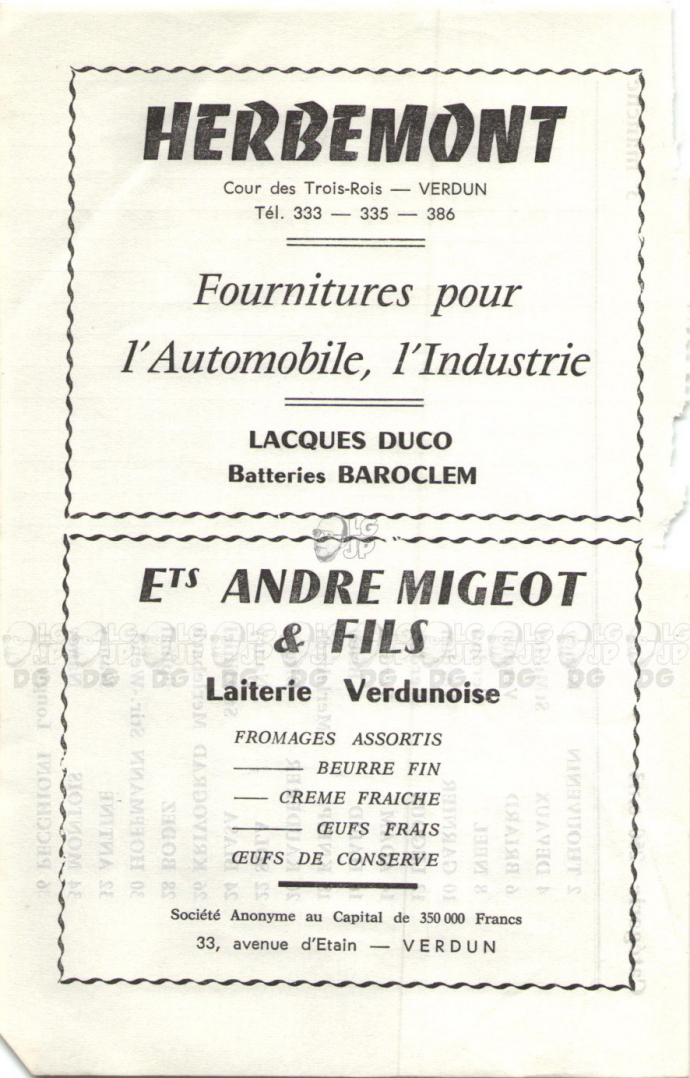 HERBEMONT
Cour des Trois-Rois — VERDUN
Tél. 333 — 335 — 386
Fournitures pour
l'Automobile, l'Industrie
LACQUES DUCO
Batteries BAROCLEM
ETS ANDRE MIGEOT
& FILS
Laiterie Verdunoise
FROMAGES ASSORTIS
——— BEURRE FIN
—— CREME FRAICHE
——— ŒUFS FRAIS
ŒUFS DE CONSERVE
Société Anonyme au Capital de 350 000 Francs
33, avenue d'Etain — VERDUN